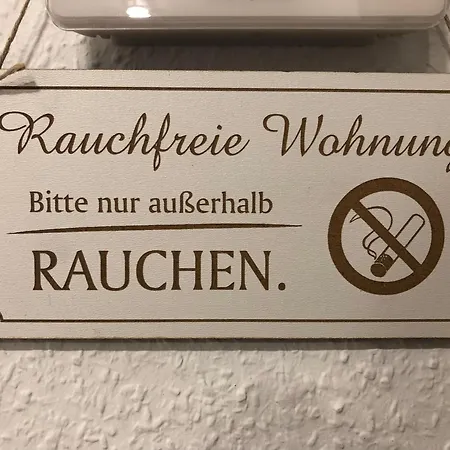 Rauchfreie Wohnung
Bitte nur außerhalb
RAUCHEN.